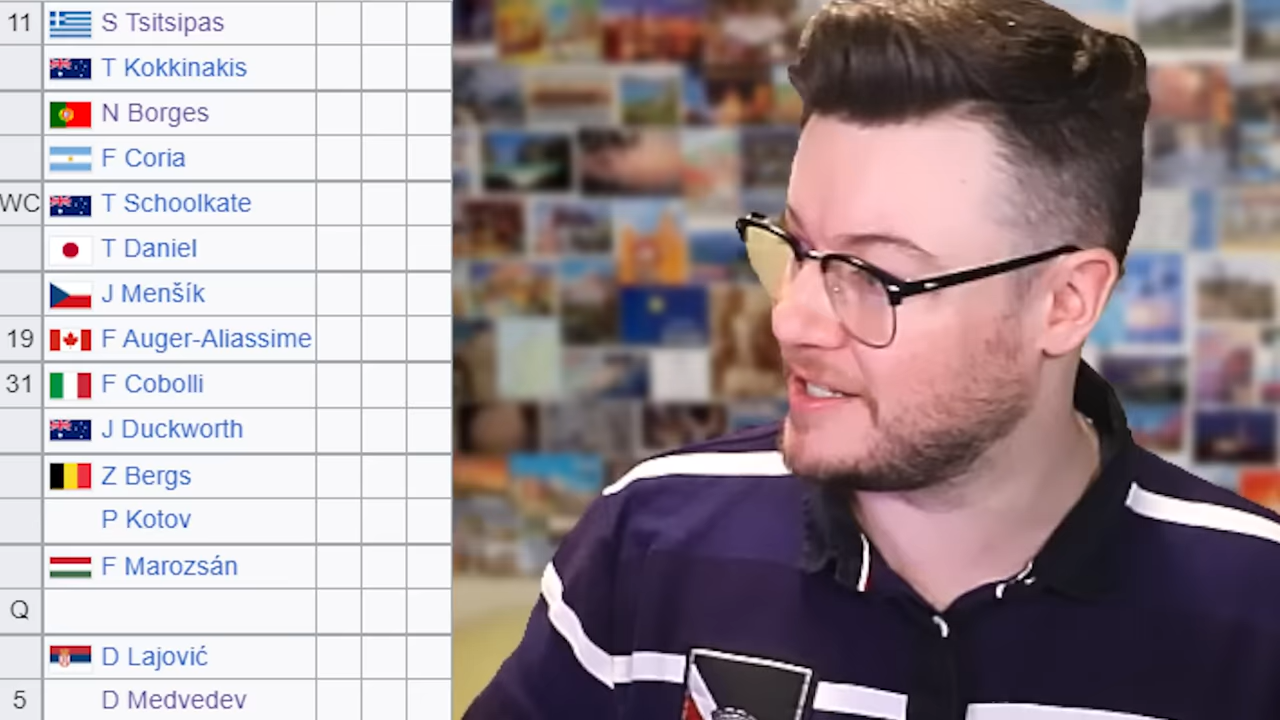 11 S Tsitsipas
T Kokkinakis
N Borges
F Coria
WC T Schoolkate
T Daniel
J Menšík
19 F Auger-Aliassime
31 F Cobolli
J Duckworth
Z Bergs
P Kotov
F Marozsán
Q
D Lajović
5 D Medvedev